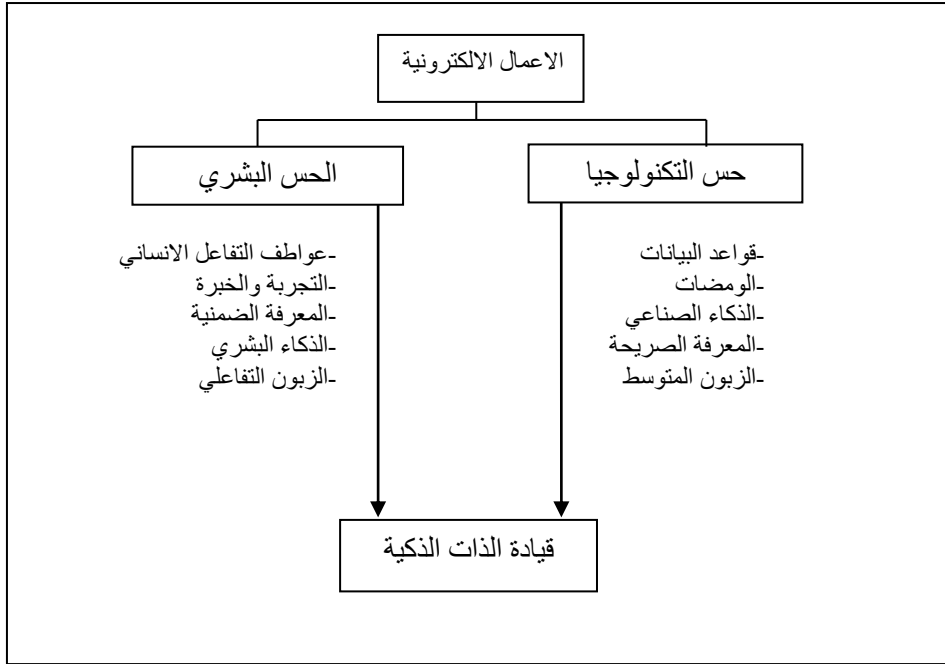 الاعمال الالكترونية
حس التكنولوجيا
الحس البشري
-قواعد البيانات
-الومضات
-الذكاء الصناعي
-المعرفة الصريحة
-الزبون المتوسط
-عواطف التفاعل الانساني
-التجربة والخبرة
-المعرفة الضمنية
-الذكاء البشري
-الزبون التفاعلي
قيادة الذات الذكية